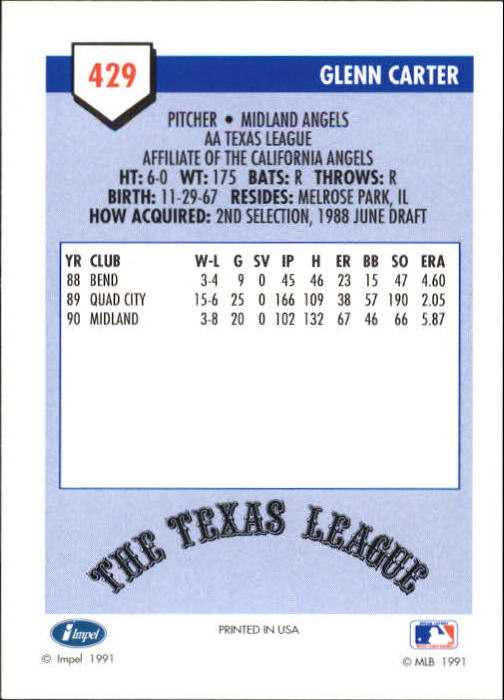 429
GLENN CARTER
PITCHER • MIDLAND ANGELS
AA TEXAS LEAGUE
AFFILIATE OF THE CALIFORNIA ANGELS
HT: 6-0 WT: 175 BATS: R THROWS: R
BIRTH: 11-29-67 RESIDES: MELROSE PARK, IL
HOW ACQUIRED: 2ND SELECTION, 1988 JUNE DRAFT
YR CLUB W-L G SV IP H ER BB SO ERA
88 BEND 3-4 9 0 45 46 23 15 47 4.60
89 QUAD CITY 15-6 25 0 166 109 38 57 190 2.05
90 MIDLAND 3-8 20 0 102 132 67 46 66 5.87
THE TEXAS LEAGUE
Impel
PRINTED IN USA
© Impel 1991
© MLB 1991